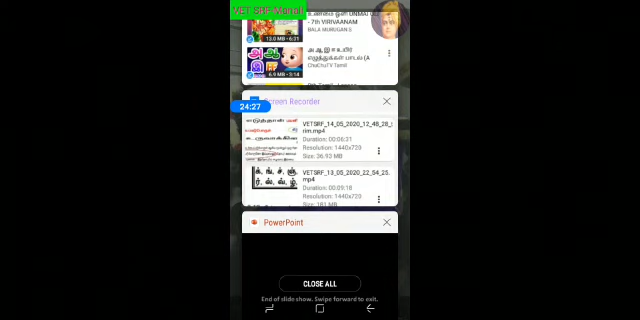 VET SRF Manali
- 7th VIRIVAANAM
BALA MURUGAN S
13.0 MB • 6:31
அ ஆ இ ஈ உயிர்
எழுத்துக்கள் பாடல் (A
ChuChuTV Tamil
6.9 MB • 3:14
24:27
Screen Recorder
VETSRF_14_05_2020_12_48_28_t
rim.mp4
Duration: 00:06:31
Resolution: 1440x720
Size: 36.93 MB
VETSRF_13_05_2020_22_54_25.
mp4
Duration: 00:09:18
Resolution: 1440x720
Size: 181 MB
PowerPoint
CLOSE ALL
End of slide show. Swipe forward to exit.